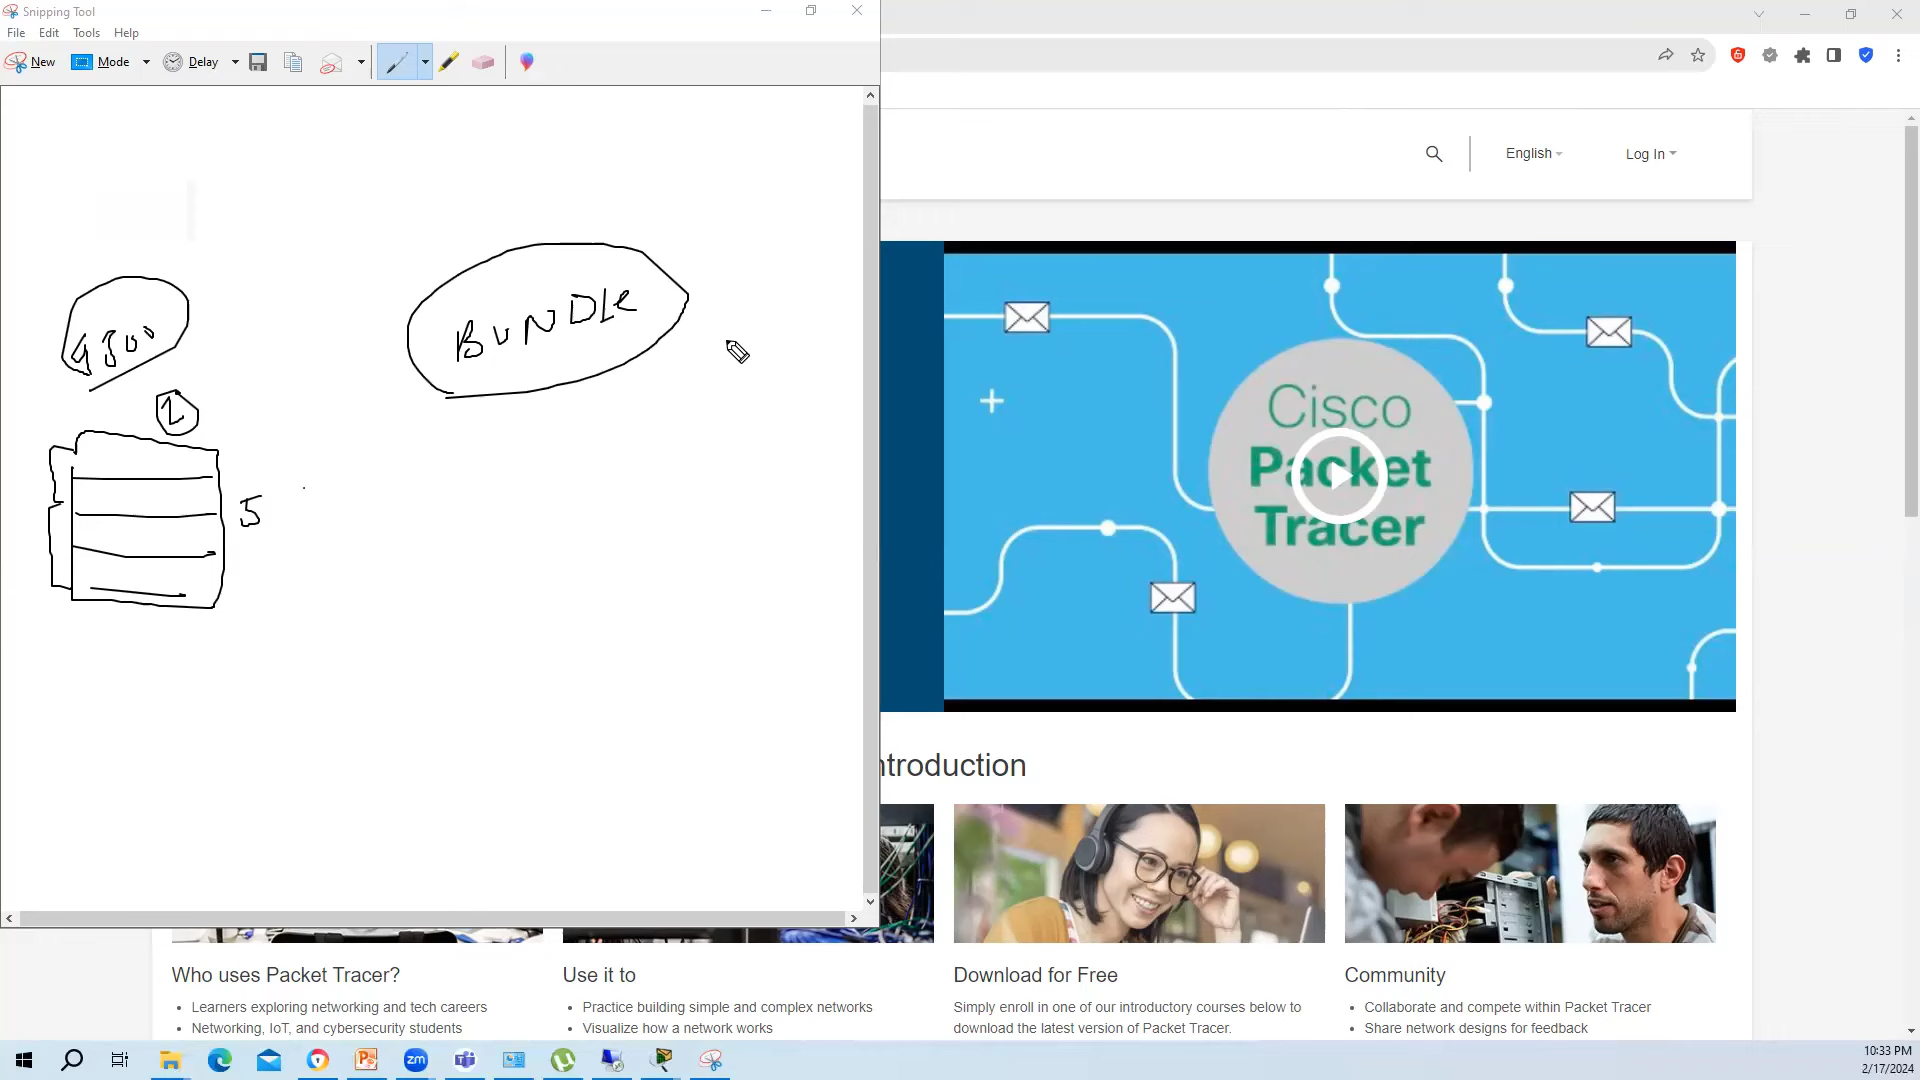 Snipping Tool
File Edit Tools Help
New Mode Delay
English
Log In
9800
BUNDLE
2
5
Cisco
Packet
Tracer
ntroduction
Who uses Packet Tracer?
• Learners exploring networking and tech careers
• Networking, IoT, and cybersecurity students
Use it to
• Practice building simple and complex networks
• Visualize how a network works
Download for Free
Simply enroll in one of our introductory courses below to
download the latest version of Packet Tracer.
Community
• Collaborate and compete within Packet Tracer
• Share network designs for feedback
zm
10:33 PM
2/17/2024